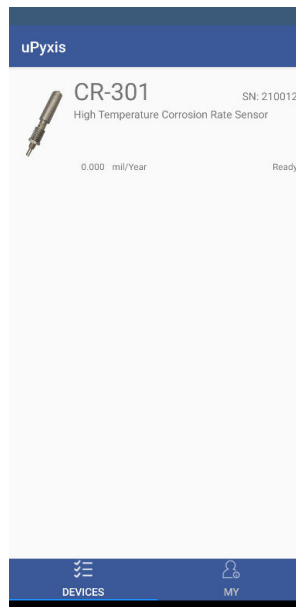 uPyxis
CR-301 SN: 210012
High Temperature Corrosion Rate Sensor
0.000 mil/Year Ready
DEVICES MY